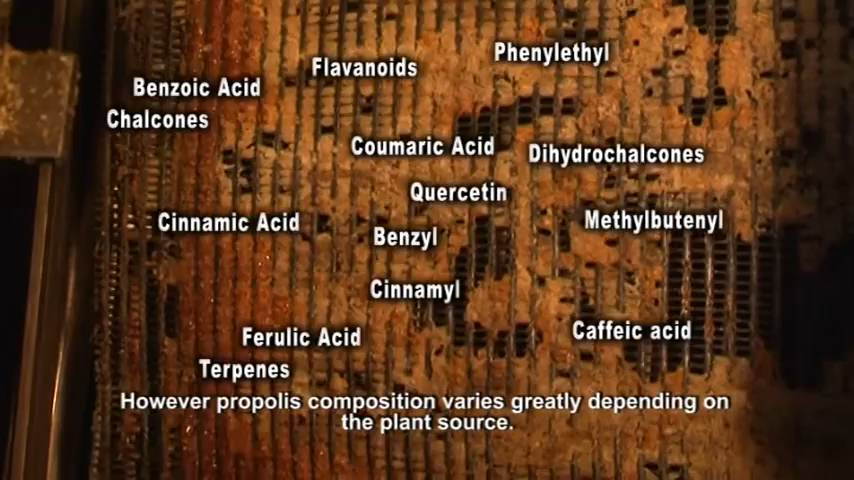 Phenylethyl
Flavanoids
Benzoic Acid
Chalcones
Coumaric Acid
Dihydrochalcones
Quercetin
Cinnamic Acid
Methylbutenyl
Benzyl
Cinnamyl
Ferulic Acid
Caffeic acid
Terpenes
However propolis composition varies greatly depending on
the plant source.